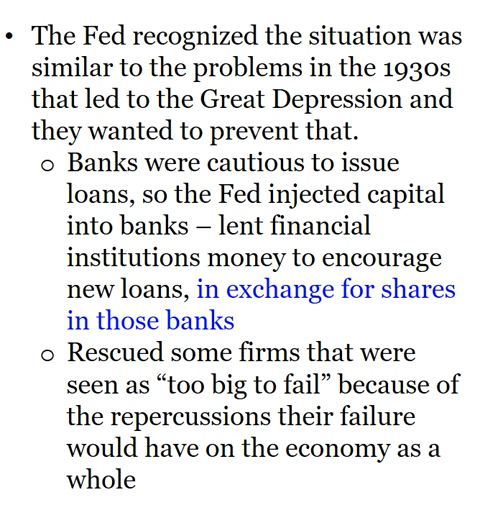 • The Fed recognized the situation was
similar to the problems in the 1930s
that led to the Great Depression and
they wanted to prevent that.
o Banks were cautious to issue
loans, so the Fed injected capital
into banks – lent financial
institutions money to encourage
new loans, in exchange for shares
in those banks
o Rescued some firms that were
seen as “too big to fail” because of
the repercussions their failure
would have on the economy as a
whole